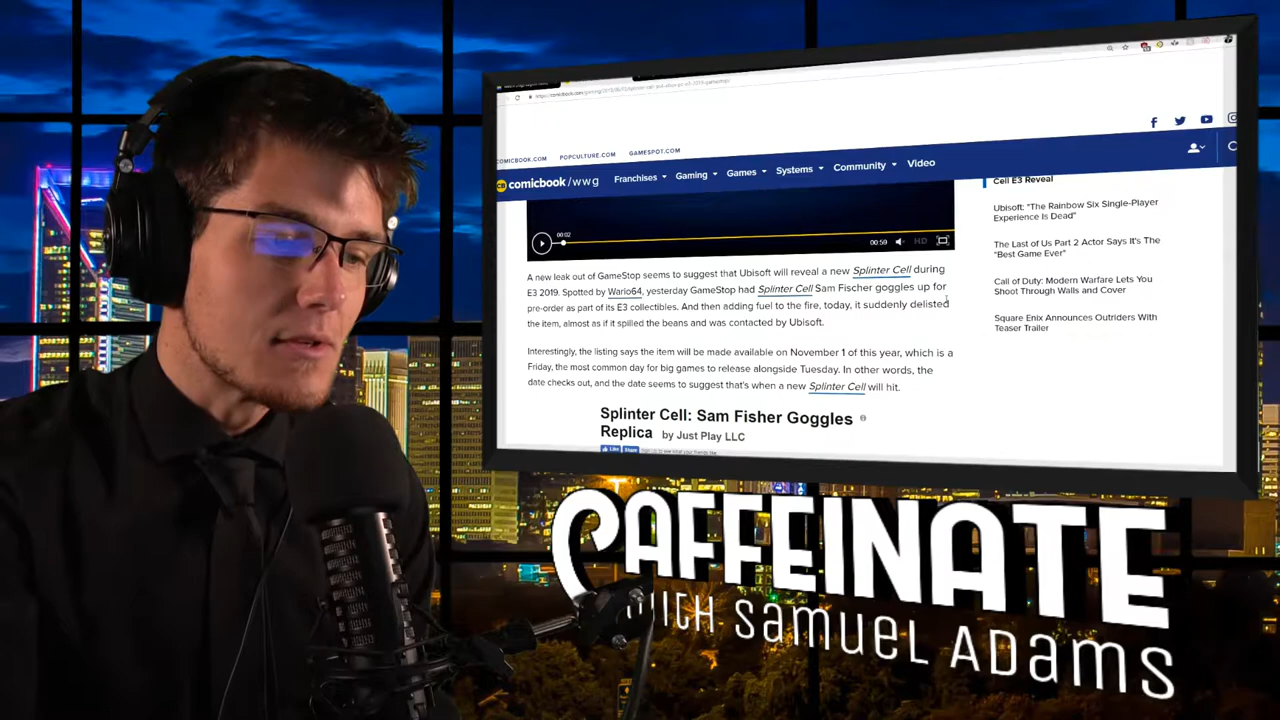 COMICBOOK.COM POPCULTURE.COM GAMESPOT.COM
comicbook/wwg Franchises Gaming Games Systems Community Video
00:02
00:59 HD
A new leak out of GameStop seems to suggest that Ubisoft will reveal a new Splinter Cell during
E3 2019. Spotted by Wario64, yesterday GameStop had Splinter Cell Sam Fisher goggles up for
pre-order as part of its E3 collectibles. And then adding fuel to the fire, today, it suddenly delisted
the item, almost as if it spilled the beans and was contacted by Ubisoft.
Interestingly, the listing says the item will be made available on November 1 of this year, which is a
Friday, the most common day for big games to release alongside Tuesday. In other words, the
date checks out, and the date seems to suggest that's when a new Splinter Cell will hit.
Splinter Cell: Sam Fisher Goggles
Replica by Just Play LLC
Like Share
Cell E3 Reveal
Ubisoft: "The Rainbow Six Single-Player
Experience Is Dead"
The Last of Us Part 2 Actor Says It's The
"Best Game Ever"
Call of Duty: Modern Warfare Lets You
Shoot Through Walls and Cover
Square Enix Announces Outriders With
Teaser Trailer
CAFFEINATE
WITH SAMUEL ADAMS